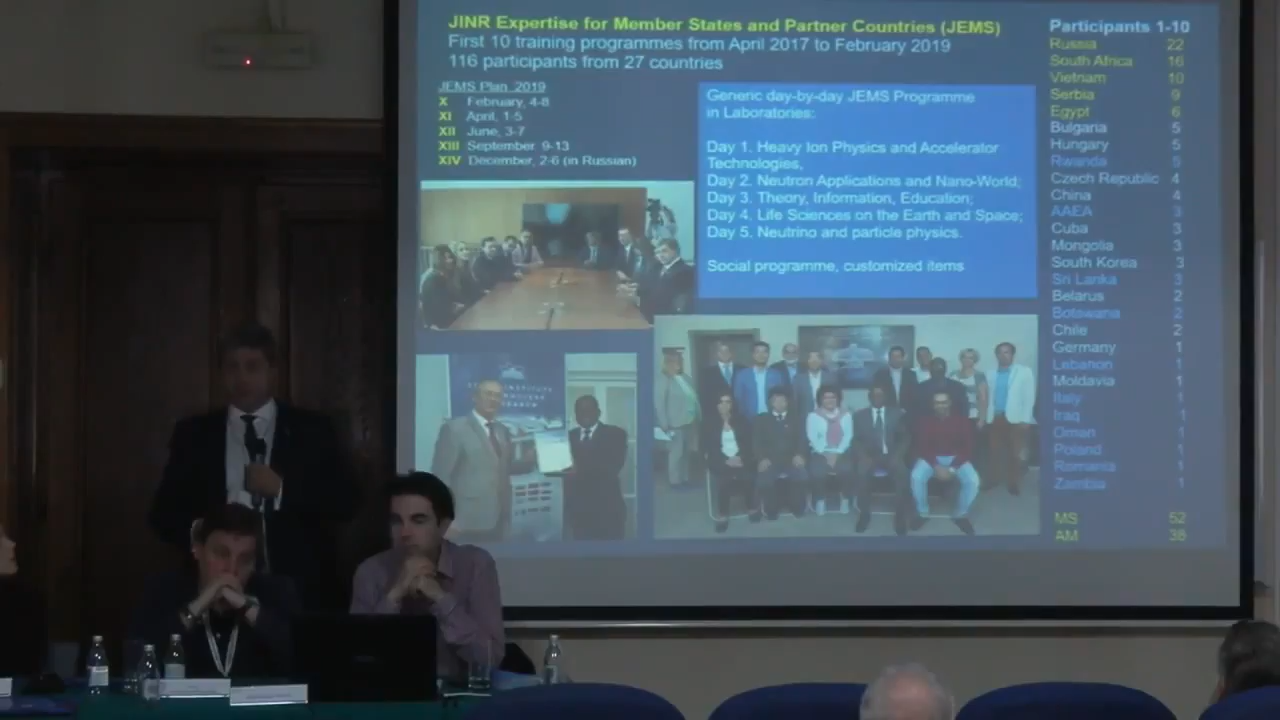 JINR Expertise for Member States and Partner Countries (JEMS)
First 10 training programmes from April 2017 to February 2019
116 participants from 27 countries
JEMS Plan 2019
X February, 4-8
XI April, 1-5
XII June, 3-7
XIII September 9-13
XIV December, 2-6 (in Russian)
Generic day-by-day JEMS Programme
in Laboratories:
Day 1. Heavy Ion Physics and Accelerator
Technologies,
Day 2. Neutron Applications and Nano-World;
Day 3. Theory, Information, Education;
Day 4. Life Sciences on the Earth and Space;
Day 5. Neutrino and particle physics.
Social programme, customized items
Participants 1-10
Russia 22
South Africa 16
Vietnam 10
Serbia 9
Egypt 6
Bulgaria 5
Hungary 5
Rwanda 5
Czech Republic 4
China 4
AAEA 3
Cuba 3
Mongolia 3
South Korea 3
Sri Lanka 3
Belarus 2
Botswana 2
Chile 2
Germany 1
Lebanon 1
Moldavia 1
Italy 1
Iraq 1
Oman 1
Poland 1
Romania 1
Zambia 1
MS 52
AM 38
INSTITUTE